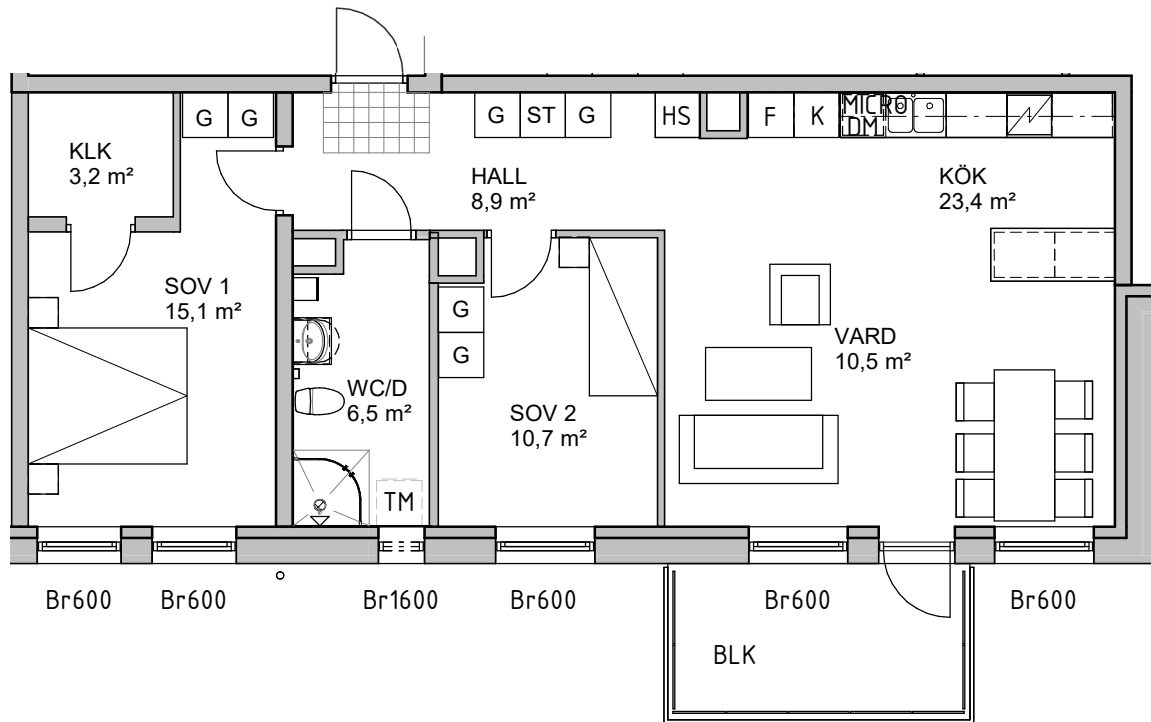 G G
G ST G
HS
F K
MICRO
DM
KLK
3,2 m²
HALL
8,9 m²
KÖK
23,4 m²
SOV 1
15,1 m²
G
G
VARD
10,5 m²
WC/D
6,5 m²
SOV 2
10,7 m²
TM
Br600 Br600 Br1600 Br600 Br600 Br600
BLK